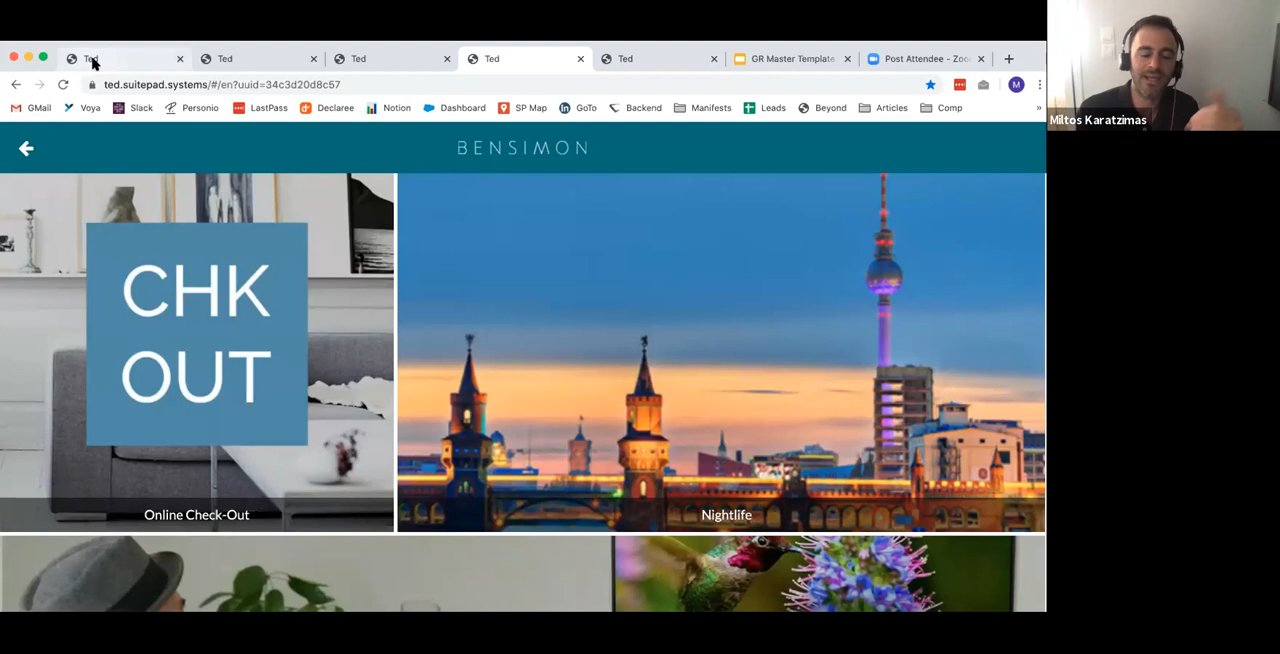 Ted
Ted
Ted
Ted
Ted
GR Master Template
Post Attendee - Zoo
ted.suitepad.systems/#/en?uuid=34c3d20d8c57
M
GMail
Voya
Slack
Personio
LastPass
Declaree
Notion
Dashboard
SP Map
GoTo
Backend
Manifests
Leads
Beyond
Articles
Comp
»
BENSIMON
CHK
OUT
Online Check-Out
Nightlife
Miltos Karatzimas